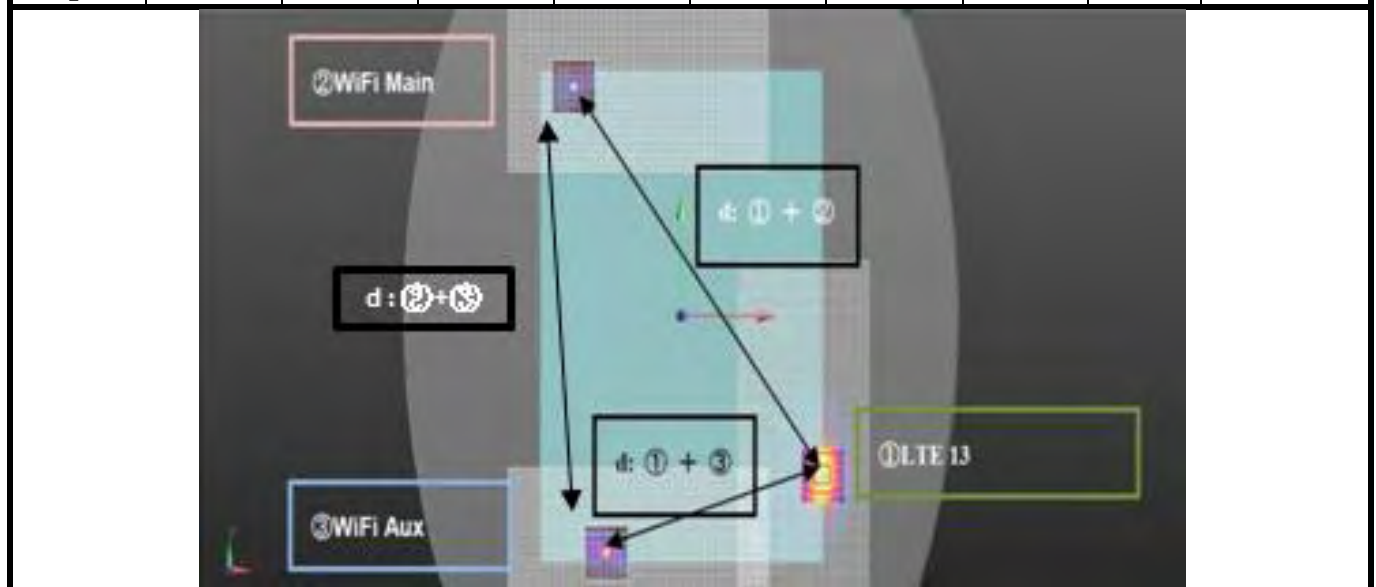 ②WiFi Main
d: ① + ②
d:②+③
d: ① + ③
①LTE 13
③WiFi Aux